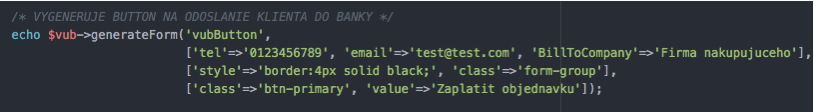 /* VYGENERUJE BUTTON NA ODOSLANIE KLIENTA DO BANKY */
echo $vub->generateForm('vubButton',
['tel'=>'0123456789', 'email'=>'test@test.com', 'BillToCompany'=>'Firma nakupujuceho'],
['style'=>'border:4px solid black;', 'class'=>'form-group'],
['class'=>'btn-primary', 'value'=>'Zaplatit objednavku']);